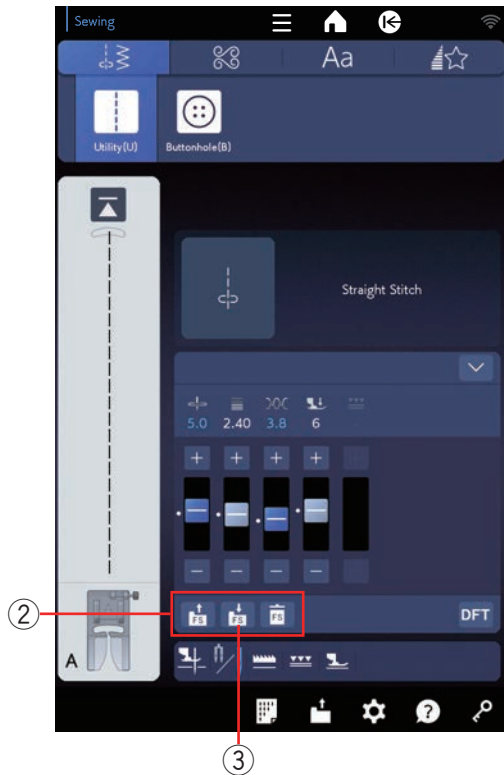 Sewing
Aa
Utility(U) Buttonhole(B)
Straight Stitch
5.0 2.40 3.8 6
+ + + +
− − − −
② FS FS FS DFT
A
?
③